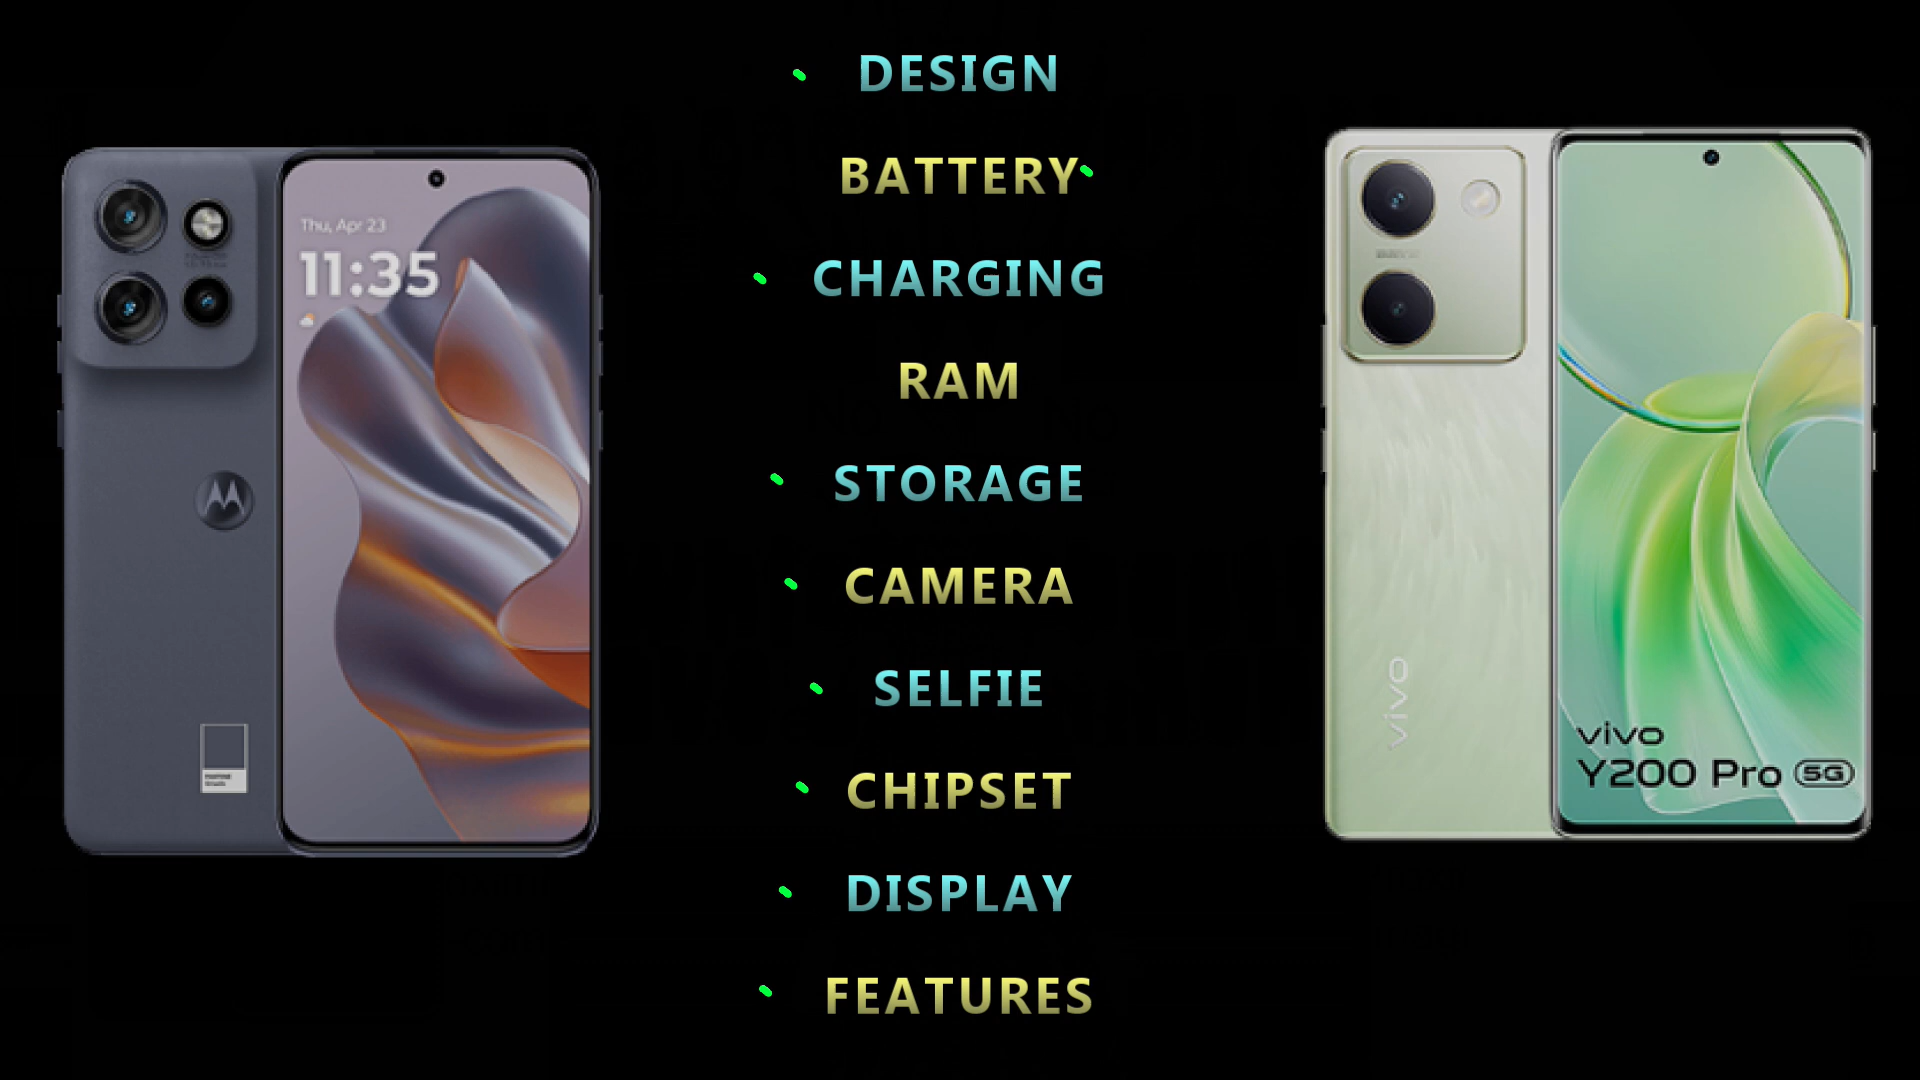 DESIGN
BATTERY
CHARGING
RAM
STORAGE
CAMERA
SELFIE
CHIPSET
DISPLAY
FEATURES
Thu, Apr 23
11:35
vivo
vivo
Y200 Pro 5G